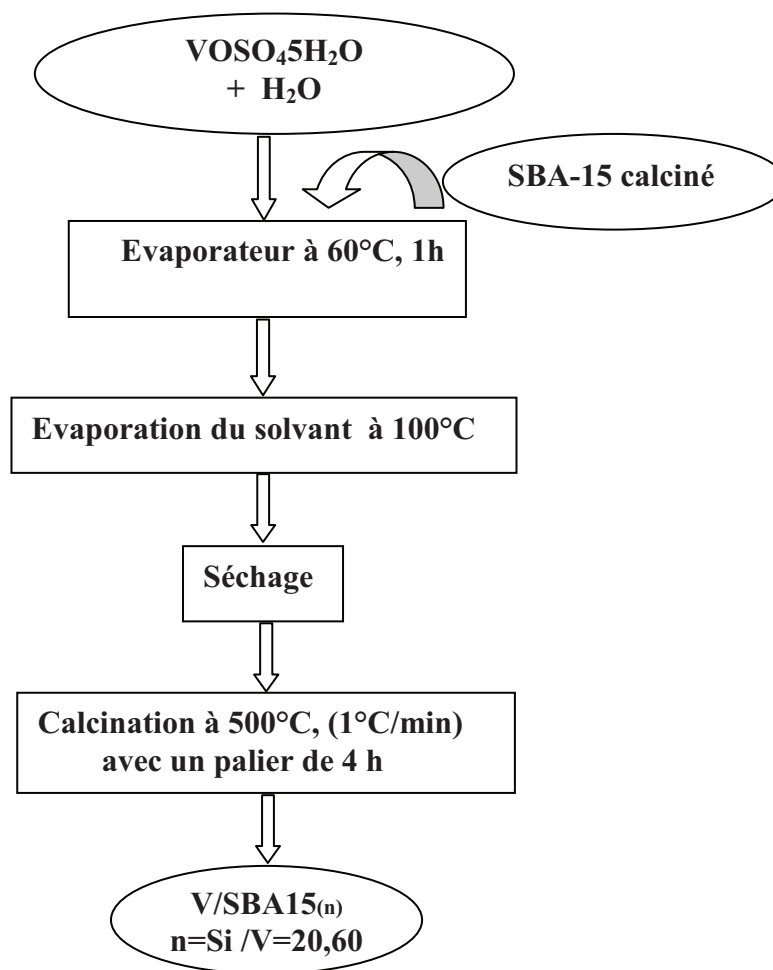 VOSO₄5H₂O
+ H₂O
SBA-15 calciné
Evaporateur à 60°C, 1h
Evaporation du solvant à 100°C
Séchage
Calcination à 500°C, (1°C/min)
avec un palier de 4 h
V/SBA15(n)
n=Si /V=20,60